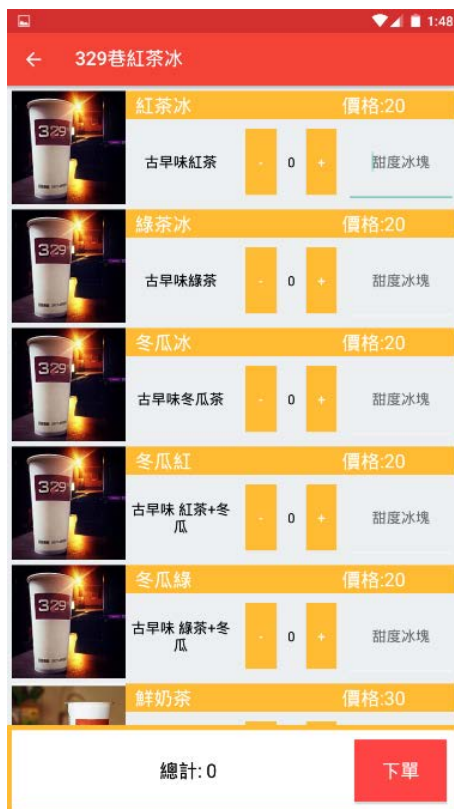 1:48
329巷紅茶冰
紅茶冰 價格:20
329
古早味紅茶 - 0 + 甜度冰塊
綠茶冰 價格:20
329
古早味綠茶 - 0 + 甜度冰塊
冬瓜冰 價格:20
329
古早味冬瓜茶 - 0 + 甜度冰塊
冬瓜紅 價格:20
329
古早味 紅茶+冬
瓜
- 0 + 甜度冰塊
冬瓜綠 價格:20
329
古早味 綠茶+冬
瓜
- 0 + 甜度冰塊
鮮奶茶 價格:30
總計: 0 下單